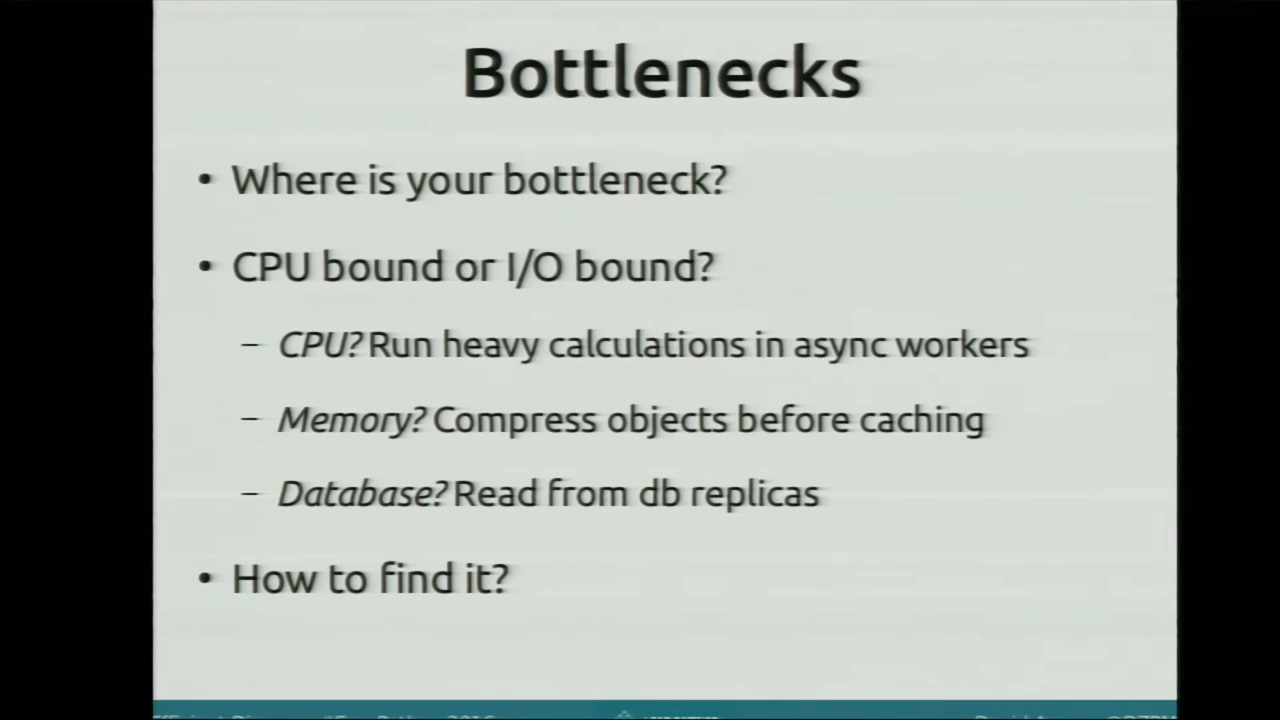 Bottlenecks
• Where is your bottleneck?
• CPU bound or I/O bound?
– CPU? Run heavy calculations in async workers
– Memory? Compress objects before caching
– Database? Read from db replicas
• How to find it?